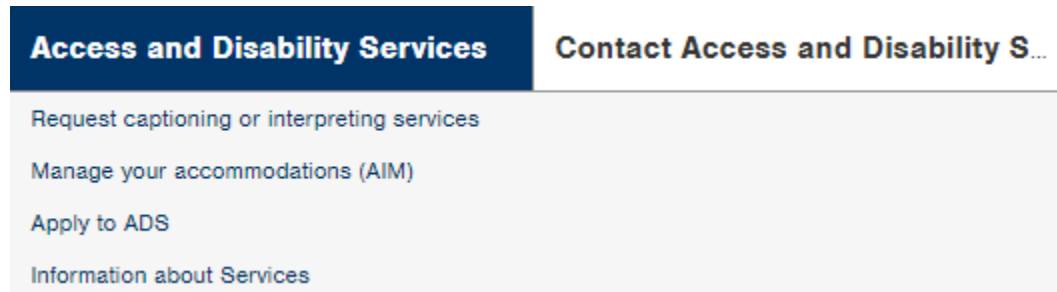 Access and Disability Services
Contact Access and Disability S...
Request captioning or interpreting services
Manage your accommodations (AIM)
Apply to ADS
Information about Services